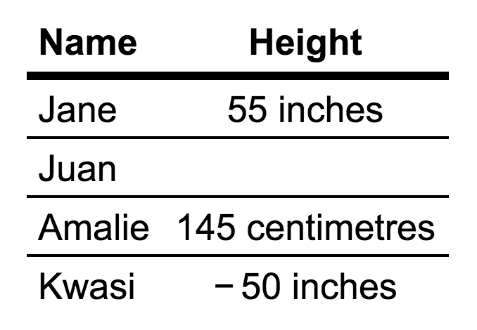 Name Height
Jane 55 inches
Juan
Amalie 145 centimetres
Kwasi − 50 inches